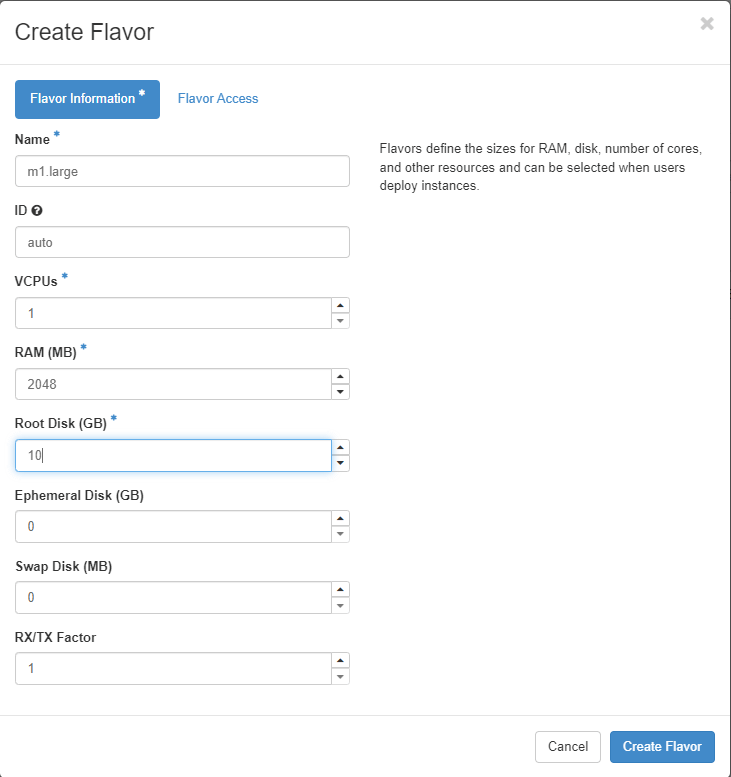 Create Flavor
×
Flavor Information *
Flavor Access
Name *
m1.large
Flavors define the sizes for RAM, disk, number of cores,
and other resources and can be selected when users
deploy instances.
ID ?
auto
VCPUs *
1
RAM (MB) *
2048
Root Disk (GB) *
10
Ephemeral Disk (GB)
0
Swap Disk (MB)
0
RX/TX Factor
1
Cancel
Create Flavor